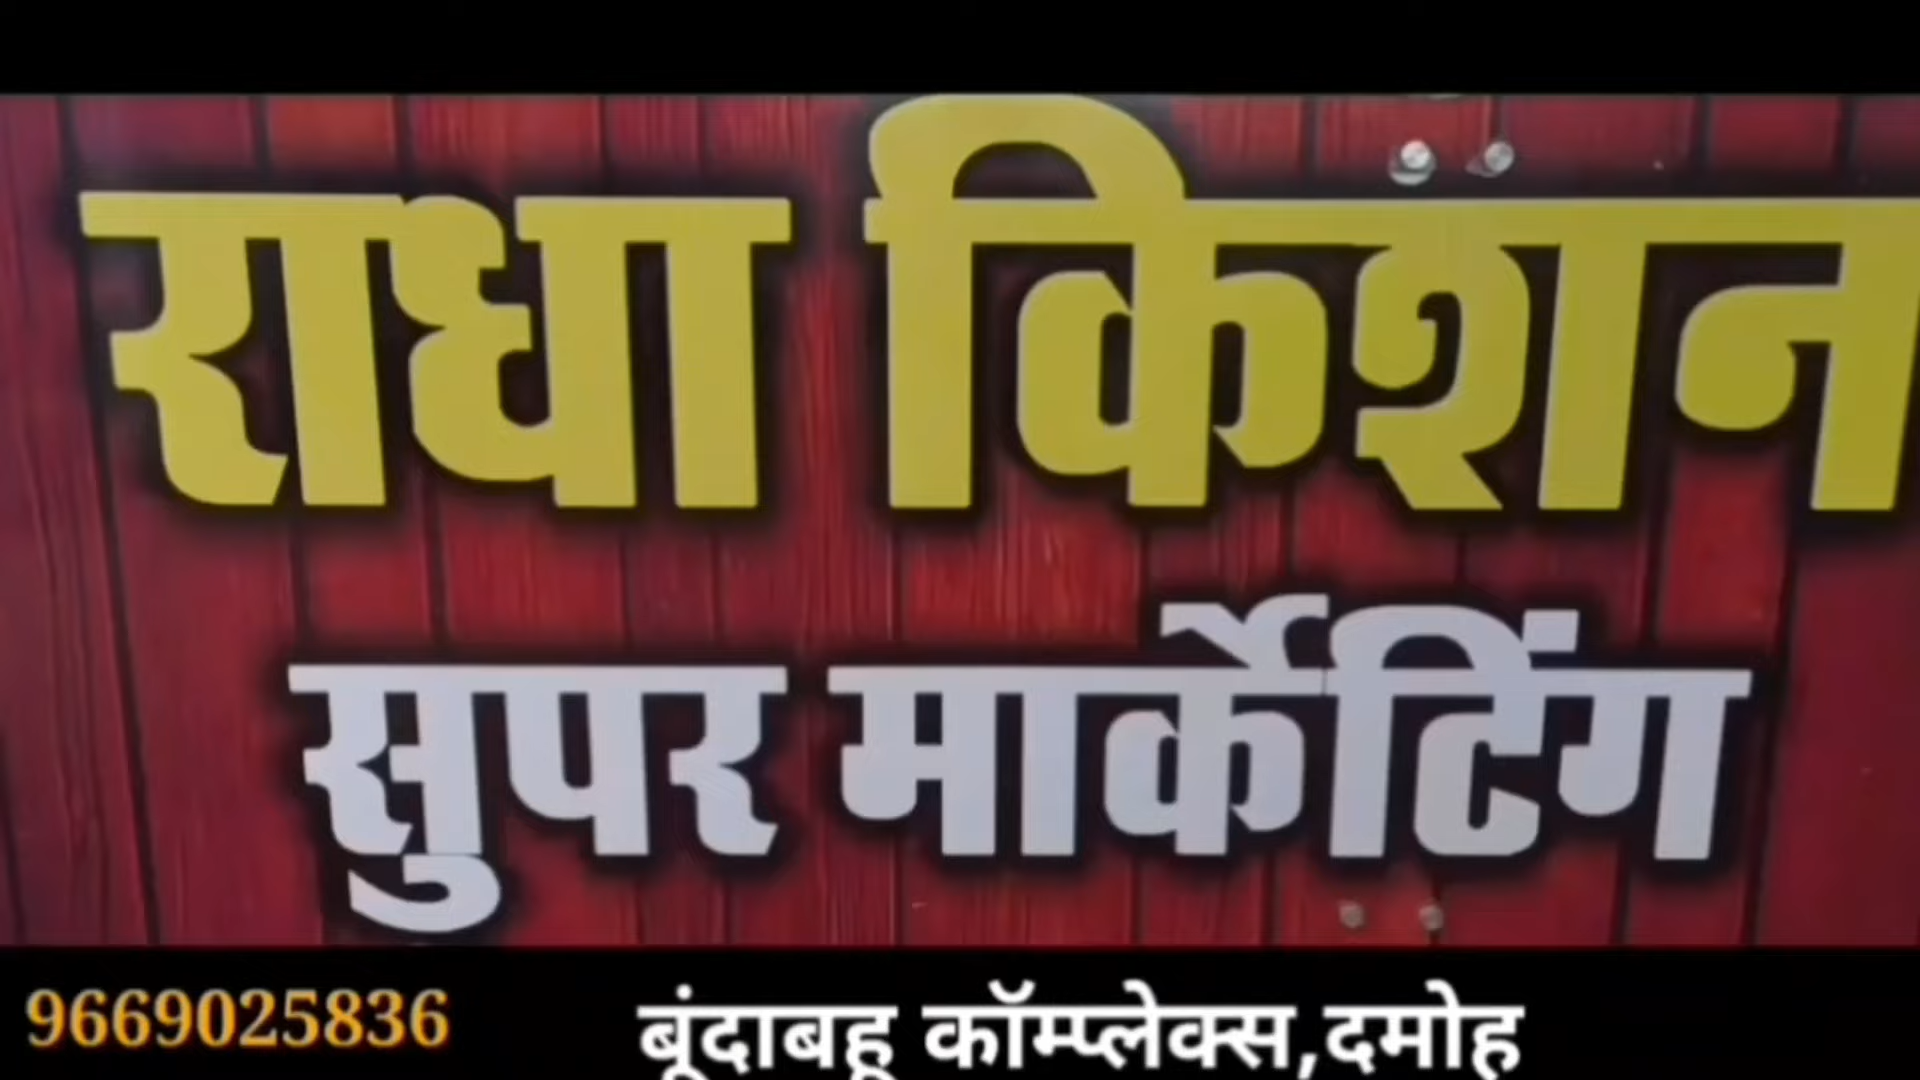 राधा किशन
सुपर मार्केटिंग
9669025836 बूंदाबहू कॉम्प्लेक्स,दमोह